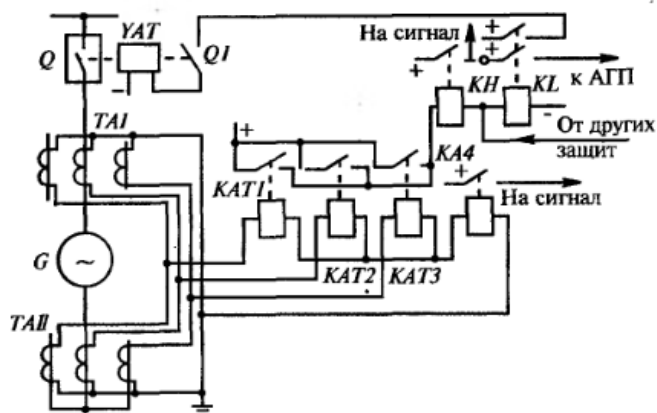 YAT
Q
Q1
На сигнал
+
+
+
к АГП
KH
KL
-
-
TAI
+
KA4
От других
защит
KAT1
+
На сигнал
G
~
KAT2
KAT3
TAII